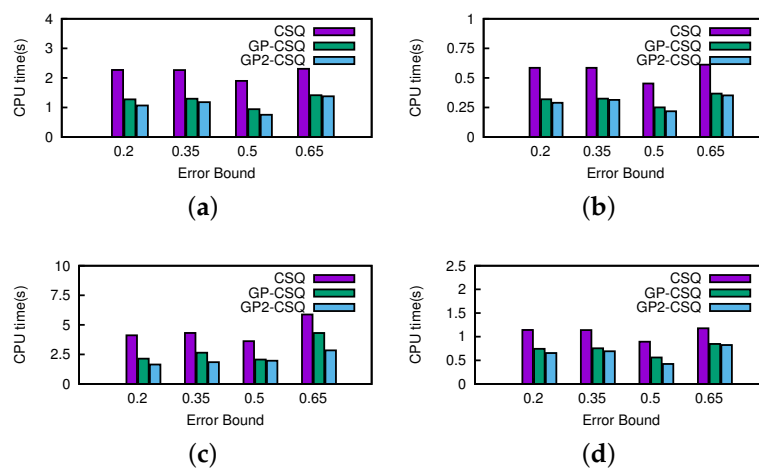 4
3
2
1
0
CPU time(s)
CSQ
GP-CSQ
GP2-CSQ
0.2 0.35 0.5 0.65
Error Bound
(a)
1
0.75
0.5
0.25
0
CPU time(s)
CSQ
GP-CSQ
GP2-CSQ
0.2 0.35 0.5 0.65
Error Bound
(b)
10
7.5
5
2.5
0
CPU time(s)
CSQ
GP-CSQ
GP2-CSQ
0.2 0.35 0.5 0.65
Error Bound
(c)
2.5
2
1.5
1
0.5
0
CPU time(s)
CSQ
GP-CSQ
GP2-CSQ
0.2 0.35 0.5 0.65
Error Bound
(d)